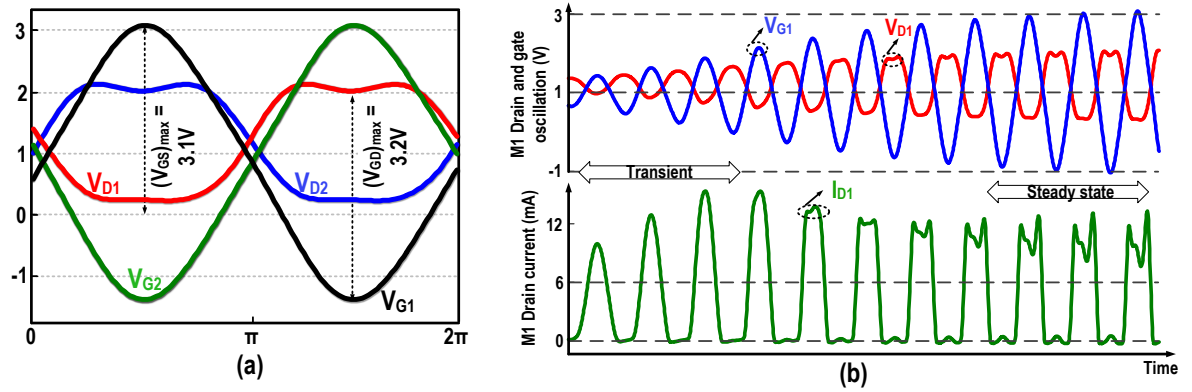 3
2
1
0
-1
(VGS)max =
3.1V
(VGD)max =
3.2V
VD1
VD2
VG2
VG1
0
π
2π
(a)
M1 Drain and gate
oscillation (V)
3
1
-1
VG1
VD1
Transient
Steady state
M1 Drain current (mA)
12
6
0
ID1
Time
(b)